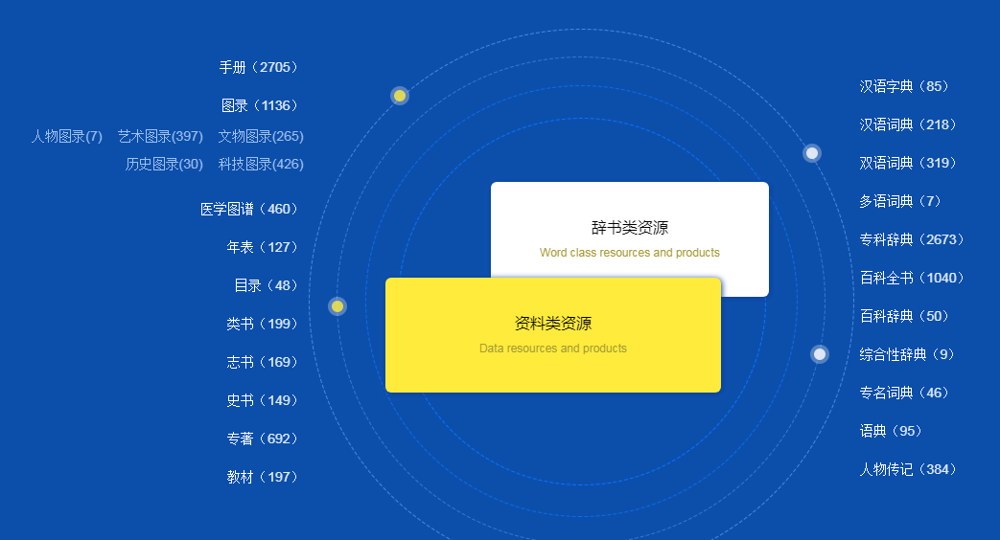 手册（2705）
图录（1136）
人物图录(7) 艺术图录(397) 文物图录(265)
历史图录(30) 科技图录(426)
医学图谱（460）
年表（127）
目录（48）
类书（199）
志书（169）
史书（149）
专著（692）
教材（197）
辞书类资源
Word class resources and products
资料类资源
Data resources and products
汉语字典（85）
汉语词典（218）
双语词典（319）
多语词典（7）
专科辞典（2673）
百科全书（1040）
百科辞典（50）
综合性辞典（9）
专名词典（46）
语典（95）
人物传记（384）